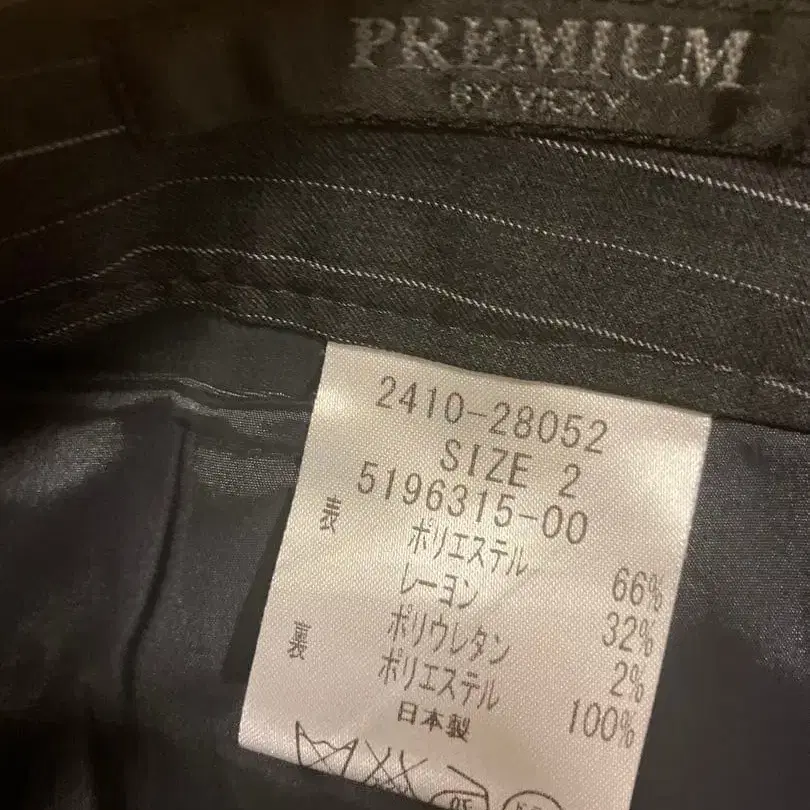 PREMIUM
BY VICKY
2410-28052
SIZE 2
5196315-00
表 ポリエステル 66%
レーヨン 32%
ポリウレタン 2%
裏 ポリエステル 100%
日本製